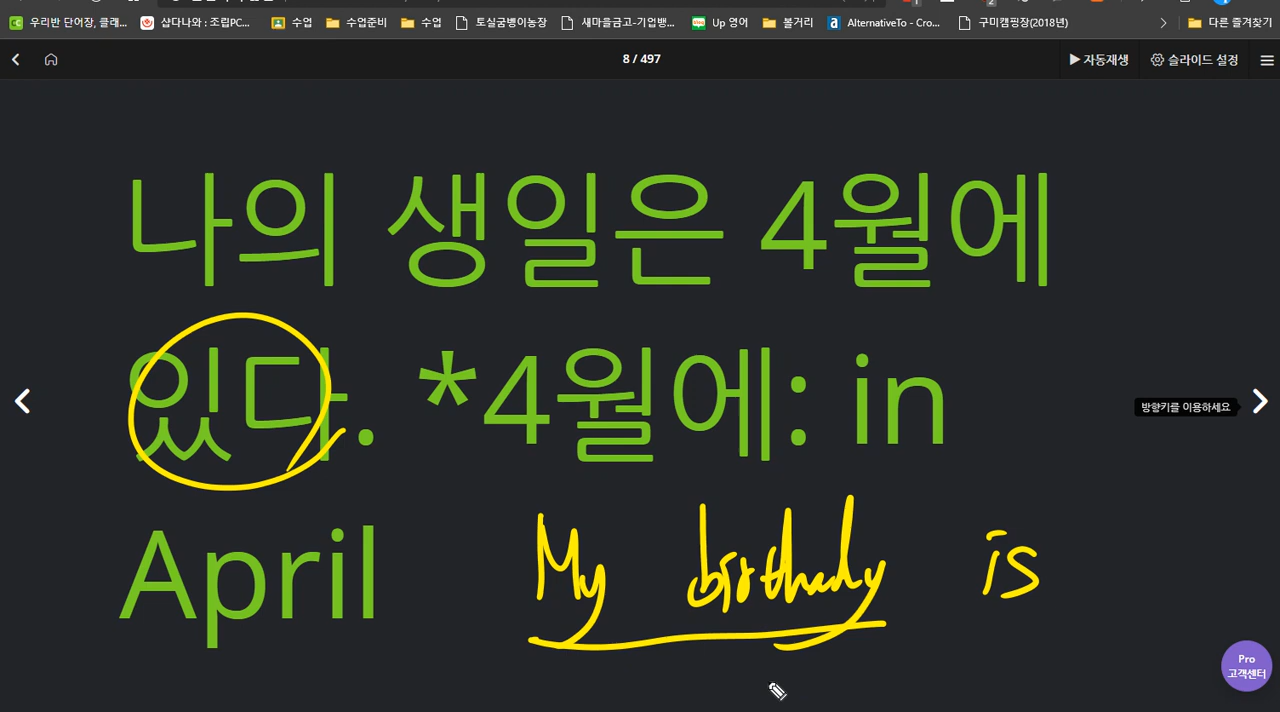 우리반 단어장, 클래... 샵다나와 : 조립PC... 수업 수업준비 수업 토실굼뱅이농장 새마을금고-기업뱅... Up 영어 볼거리 AlternativeTo - Cro... 구미캠핑장(2018년) 다른 즐겨찾기
8 / 497 ▶자동재생 슬라이드 설정
나의 생일은 4월에
있다. *4월에: in
방향키를 이용하세요
April
My birthday is
Pro
고객센터